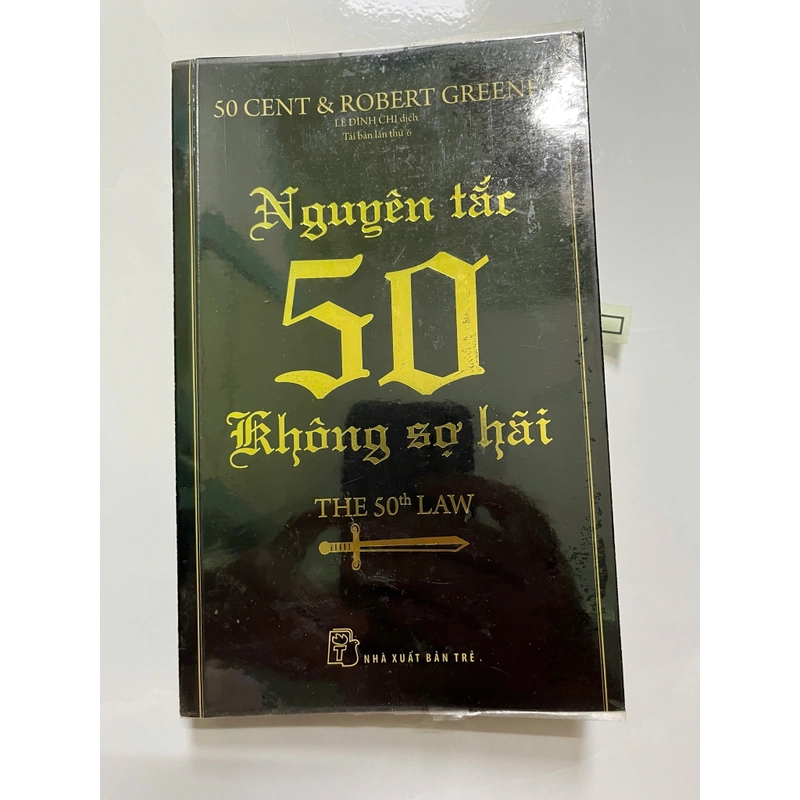 50 CENT & ROBERT GREENE
LÊ ĐÌNH CHI dịch
Tái bản lần thứ 6
Nguyên tắc
50
Không sợ hãi
THE 50th LAW
T
NHÀ XUẤT BẢN TRẺ